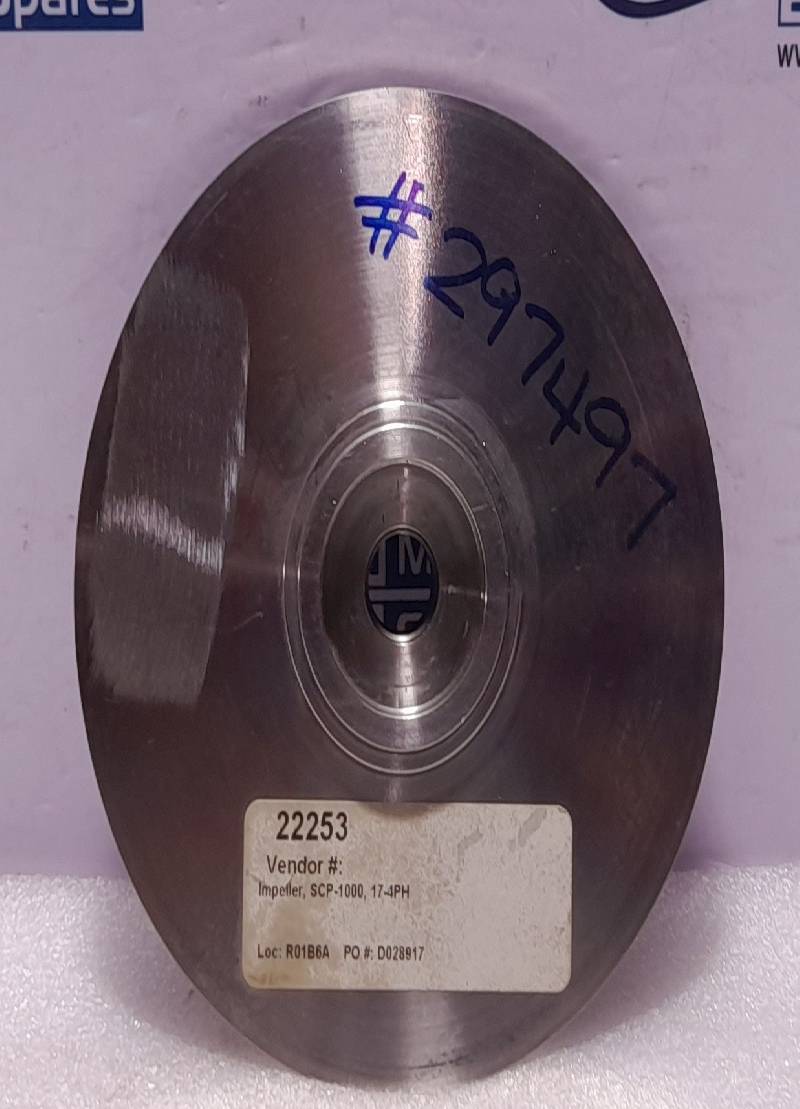 spares
#297497
M
22253
Vendor #:
Impeller, SCP-1000, 17-4PH
Loc: R01B6A PO #: D028917